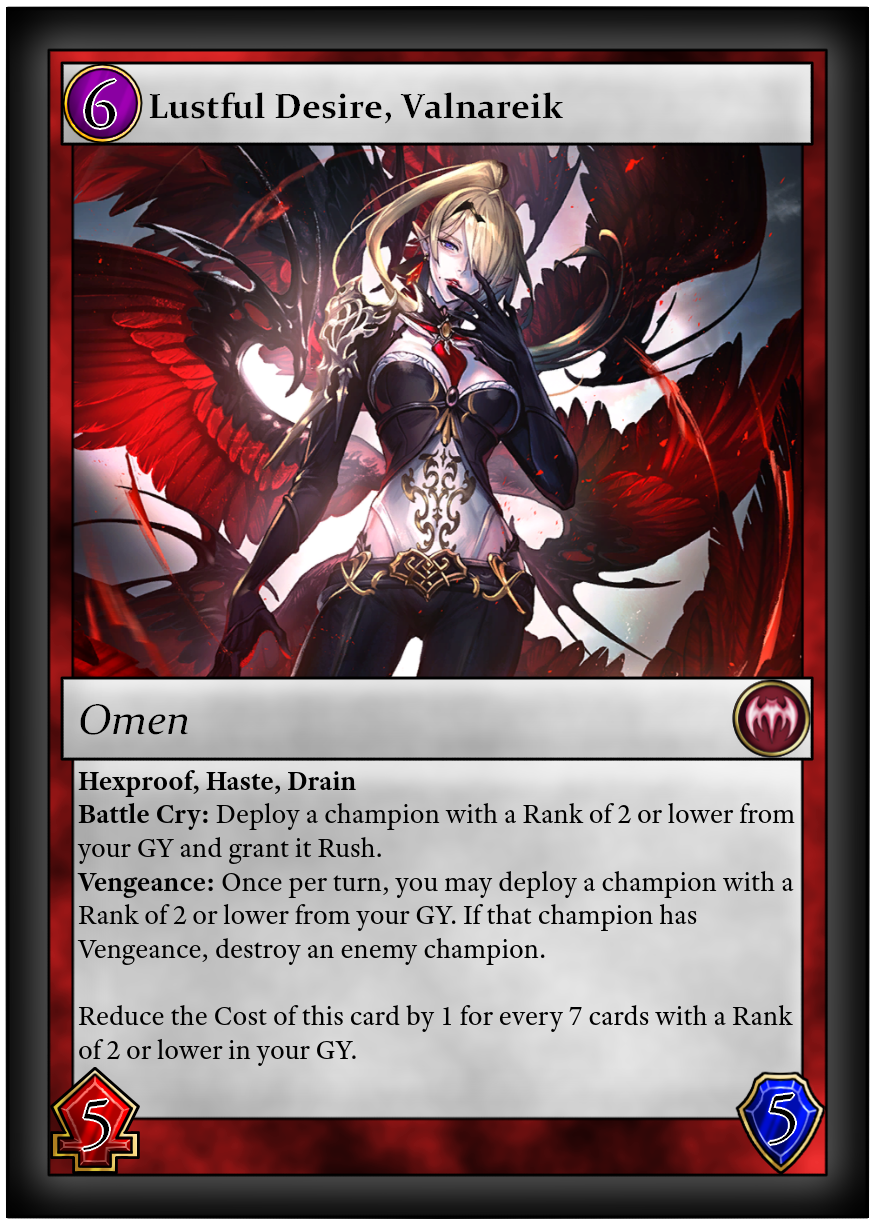 6
Lustful Desire, Valnareik
Omen
Hexproof, Haste, Drain
Battle Cry: Deploy a champion with a Rank of 2 or lower from
your GY and grant it Rush.
Vengeance: Once per turn, you may deploy a champion with a
Rank of 2 or lower from your GY. If that champion has
Vengeance, destroy an enemy champion.
Reduce the Cost of this card by 1 for every 7 cards with a Rank
of 2 or lower in your GY.
5
5